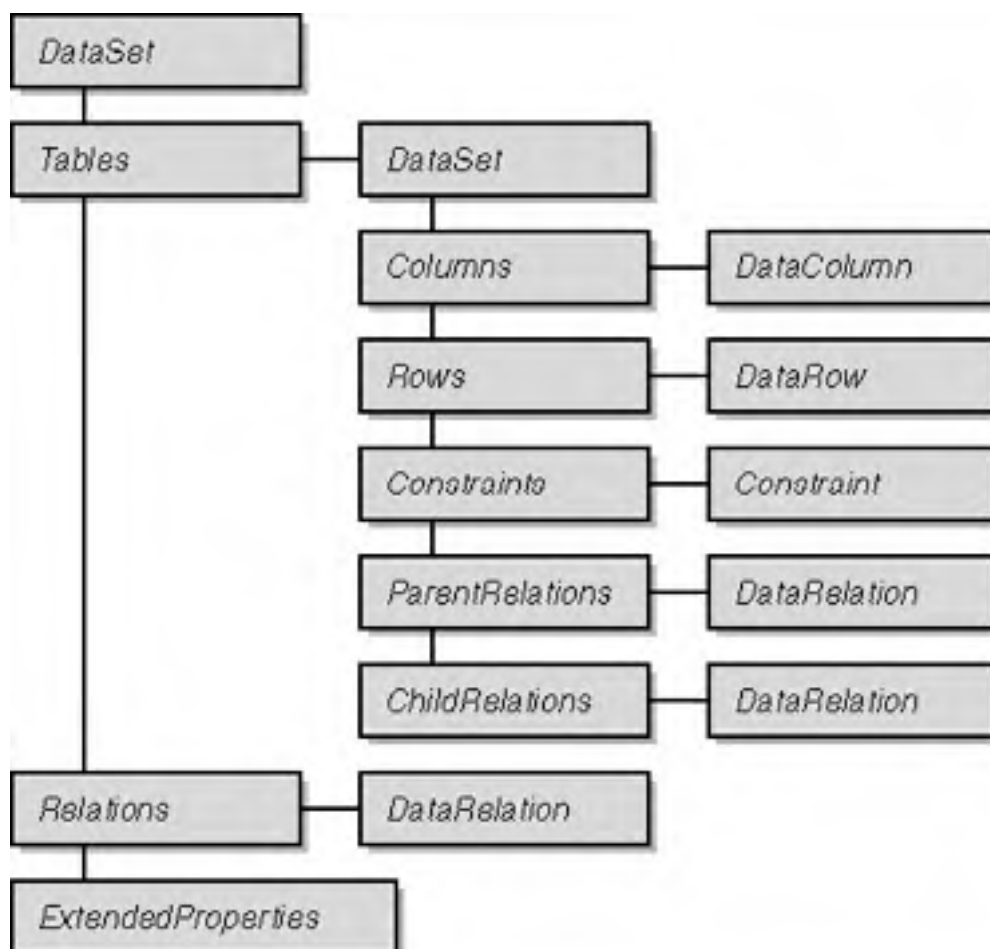 DataSet
Tables
DataSet
Columns
DataColumn
Rows
DataRow
Constraints
Constraint
ParentRelations
DataRelation
ChildRelations
DataRelation
Relations
DataRelation
ExtendedProperties